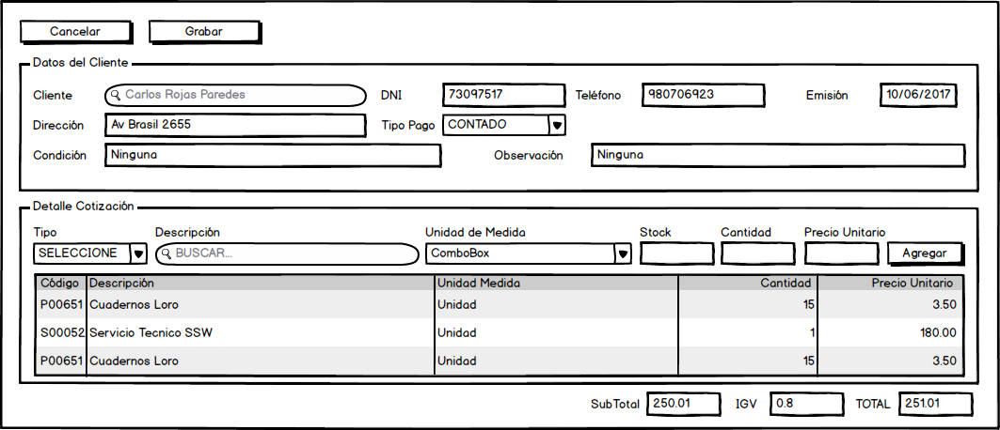 Cancelar Grabar
Datos del Cliente
Cliente Carlos Rojas Paredes DNI 73097517 Teléfono 980706923 Emisión 10/06/2017
Dirección Av Brasil 2655 Tipo Pago CONTADO
Condición Ninguna Observación Ninguna
Detalle Cotización
Tipo Descripción Unidad de Medida Stock Cantidad Precio Unitario
SELECCIONE BUSCAR... ComboBox Agregar
Código Descripción Unidad Medida Cantidad Precio Unitario
P00651 Cuadernos Loro Unidad 15 3.50
S00052 Servicio Tecnico SSW Unidad 1 180.00
P00651 Cuadernos Loro Unidad 15 3.50
SubTotal 250.01 IGV 0.8 TOTAL 251.01